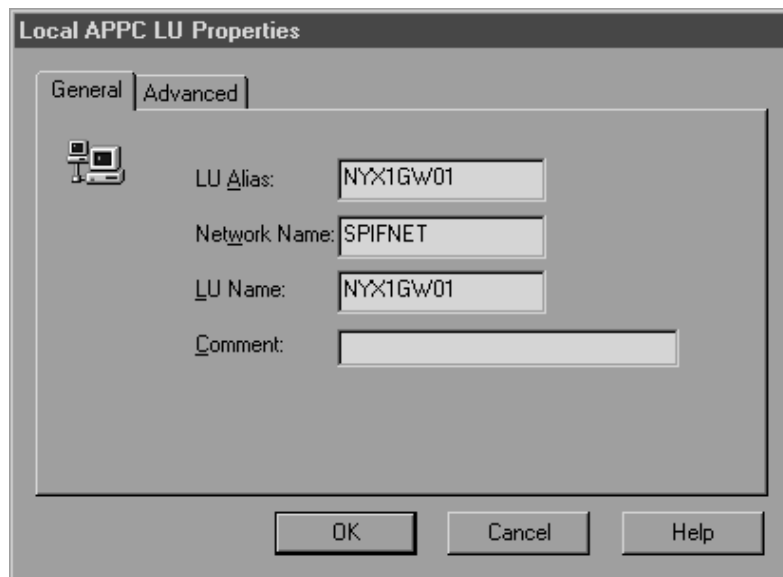 Local APPC LU Properties
General Advanced
LU Alias: NYX1GW01
Network Name: SPIFNET
LU Name: NYX1GW01
Comment:
OK Cancel Help